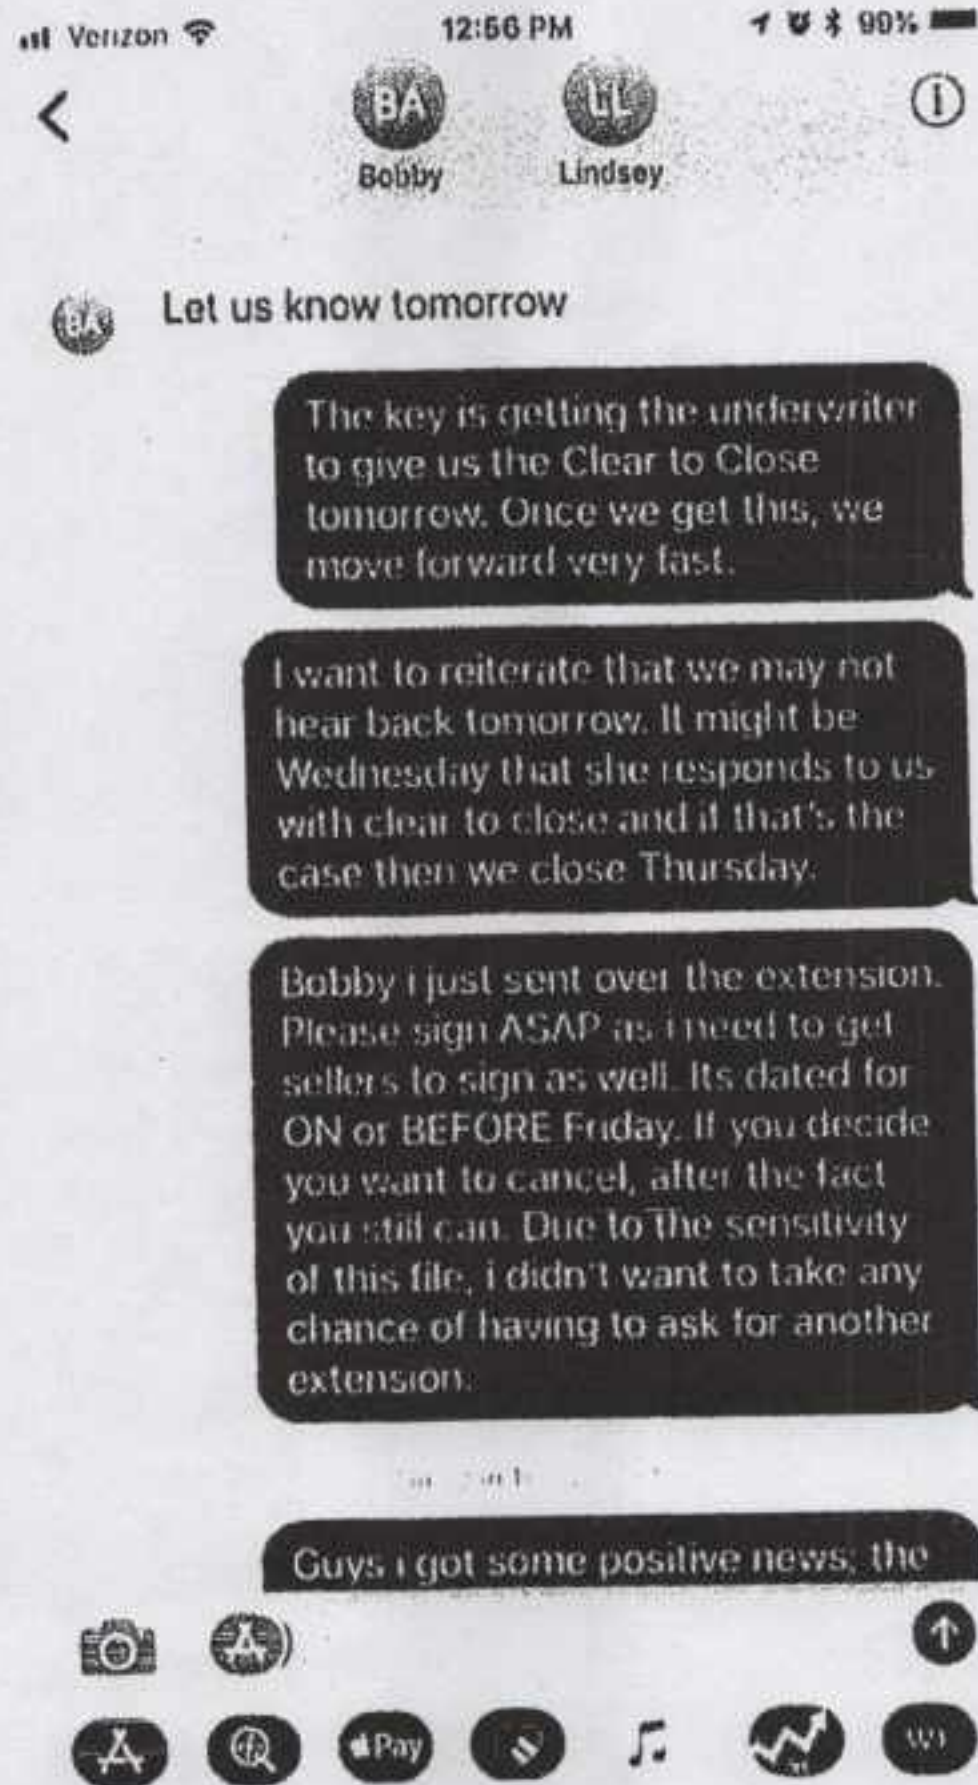 Verizon 12:56 PM 99%
BA LL
Bobby Lindsey
BA Let us know tomorrow
The key is getting the underwriter
to give us the Clear to Close
tomorrow. Once we get this, we
move forward very fast.
I want to reiterate that we may not
hear back tomorrow. It might be
Wednesday that she responds to us
with clear to close and if that's the
case then we close Thursday.
Bobby i just sent over the extension.
Please sign ASAP as i need to get
sellers to sign as well. Its dated for
ON or BEFORE Friday. If you decide
you want to cancel, after the fact
you still can. Due to the sensitivity
of this file, i didn't want to take any
chance of having to ask for another
extension.
Guys i got some positive news; the
Pay